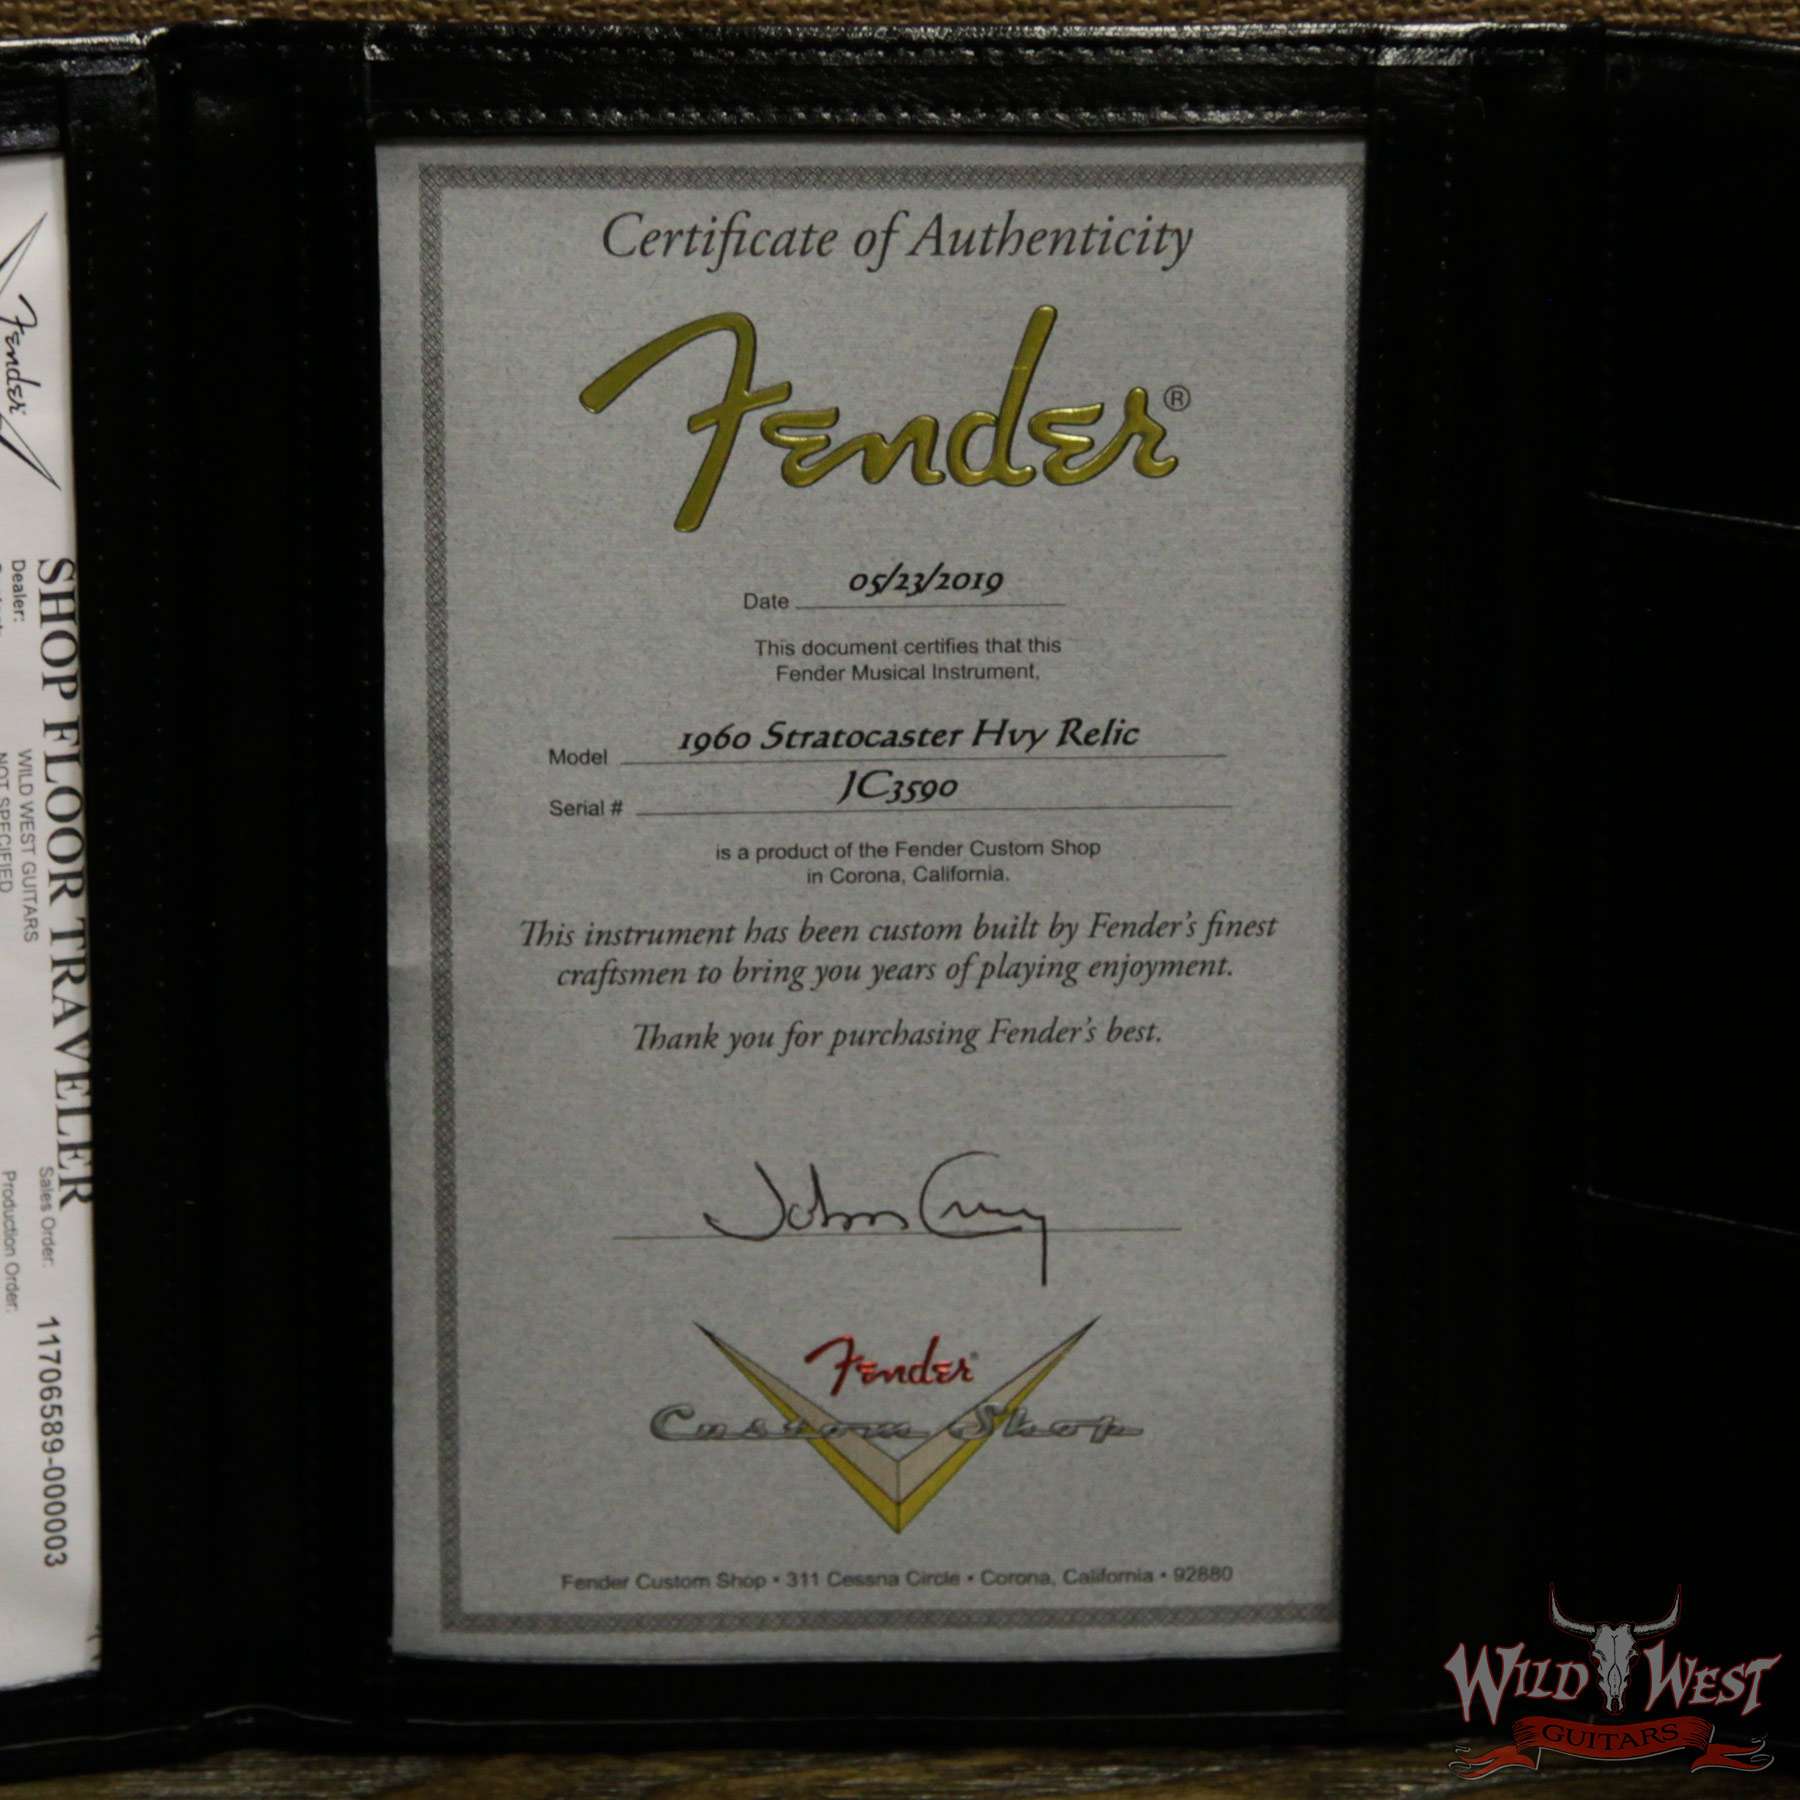 Certificate of Authenticity
Fender®
Date 05/23/2019
This document certifies that this
Fender Musical Instrument,
Model 1960 Stratocaster Hvy Relic
Serial # JC3590
is a product of the Fender Custom Shop
in Corona, California.
This instrument has been custom built by Fender's finest
craftsmen to bring you years of playing enjoyment.
Thank you for purchasing Fender's best.
John Cruz
Fender
Custom Shop
Fender Custom Shop • 311 Cessna Circle • Corona, California • 92880
Fender
SHOP FLOOR TRAVELER
Dealer: WILD WEST GUITARS
NOT SPECIFIED
Sales Order: 11706589-000003
Production Order:
WILD WEST
GUITARS